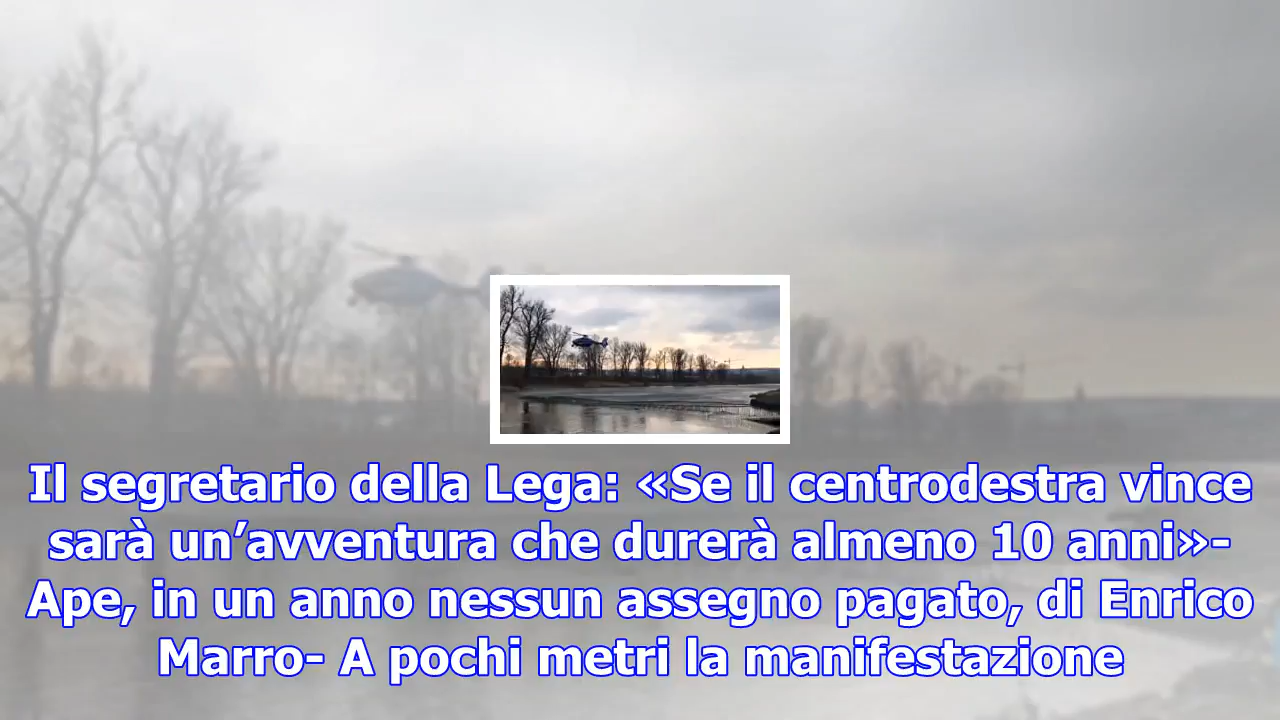 Il segretario della Lega: «Se il centrodestra vince
sarà un’avventura che durerà almeno 10 anni»-
Ape, in un anno nessun assegno pagato, di Enrico
Marro- A pochi metri la manifestazione